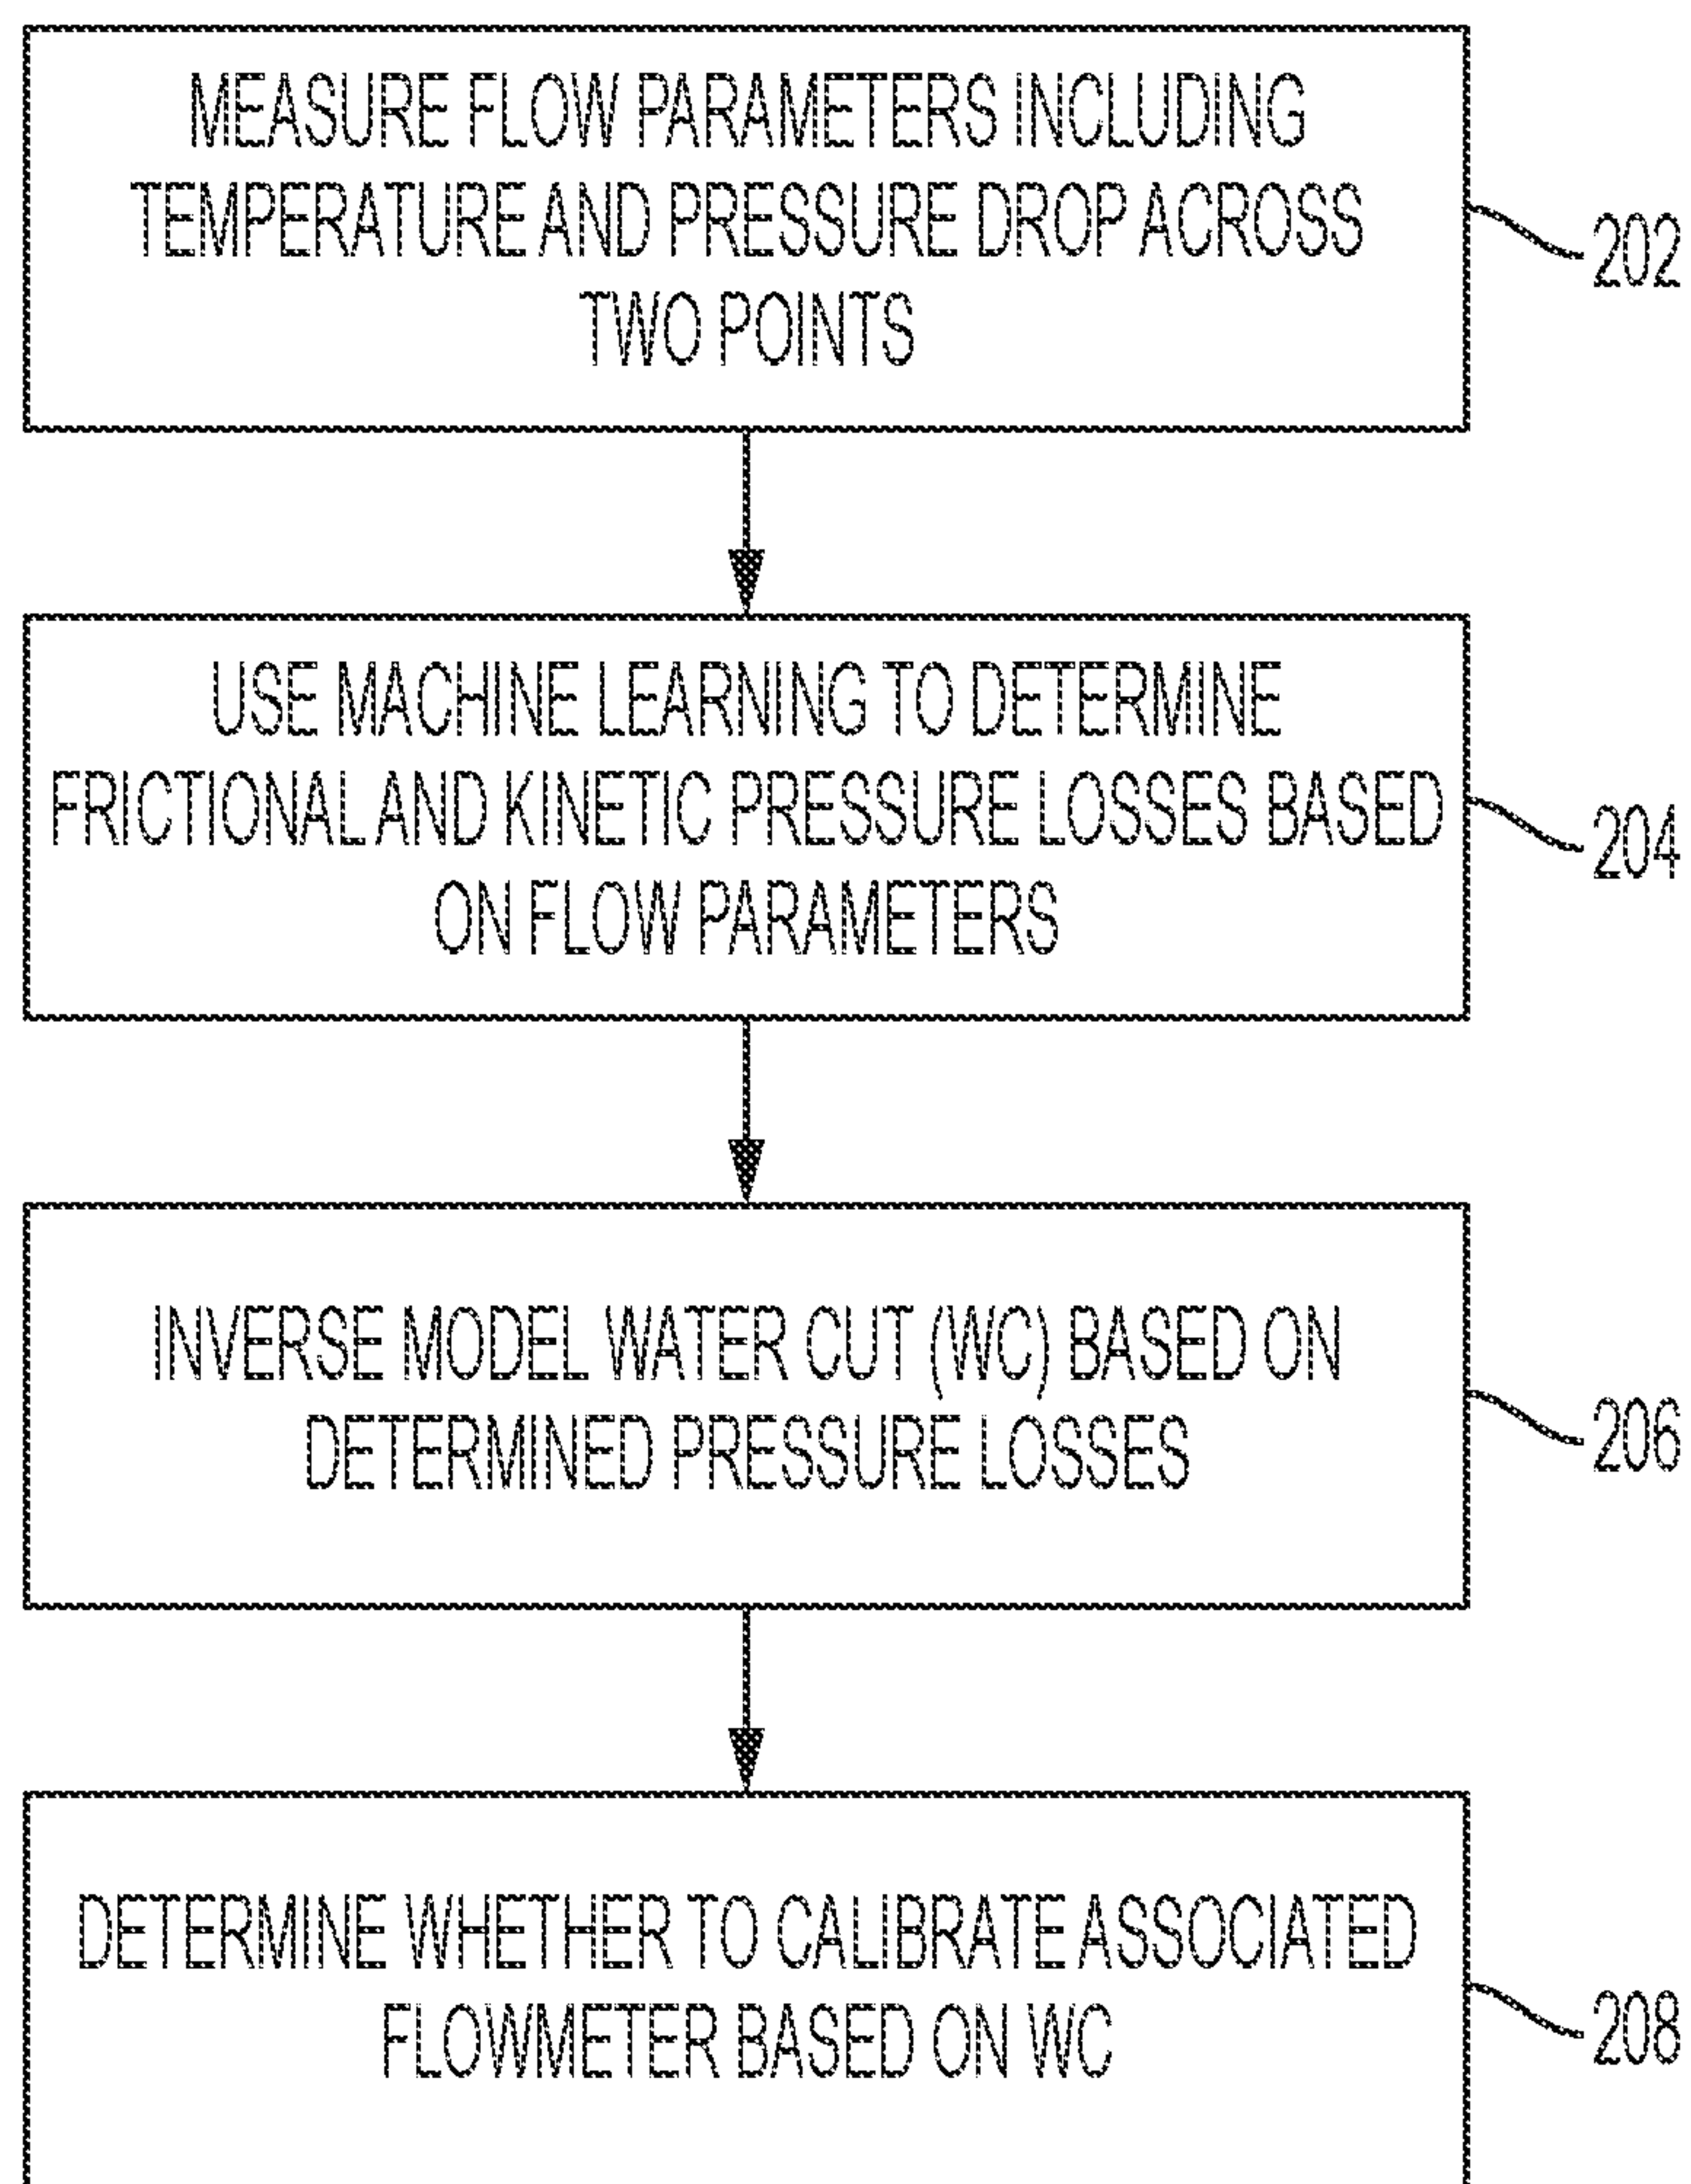 MEASURE FLOW PARAMETERS INCLUDING
TEMPERATURE AND PRESSURE DROP ACROSS
TWO POINTS
202
USE MACHINE LEARNING TO DETERMINE
FRICTIONAL AND KINETIC PRESSURE LOSSES BASED
ON FLOW PARAMETERS
204
INVERSE MODEL WATER CUT (WC) BASED ON
DETERMINED PRESSURE LOSSES
206
DETERMINE WHETHER TO CALIBRATE ASSOCIATED
FLOWMETER BASED ON WC
208